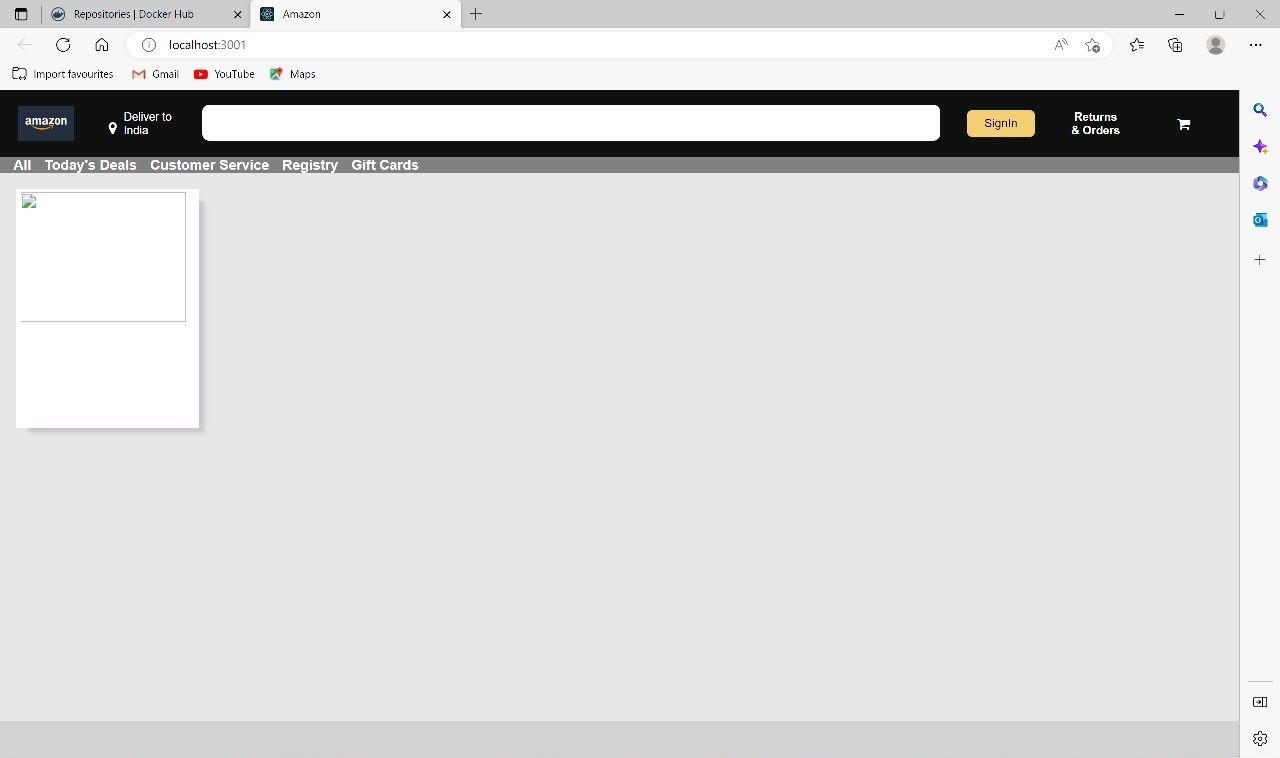 Repositories | Docker Hub
Amazon
localhost:3001
Import favourites
Gmail
YouTube
Maps
amazon
Deliver to
India
SignIn
Returns
& Orders
All
Today's Deals
Customer Service
Registry
Gift Cards